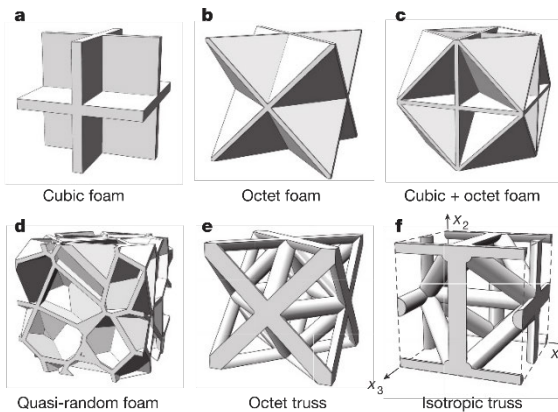 a
b
c
Cubic foam
Octet foam
Cubic + octet foam
d
e
f
X₂
X
X₃
Quasi-random foam
Octet truss
Isotropic truss